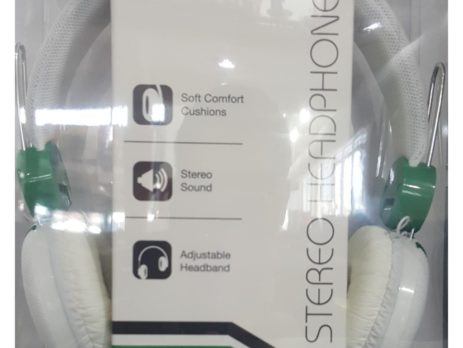 Soft Comfort
Cushions
Stereo
Sound
Adjustable
Headband
STEREO HEADPHONE